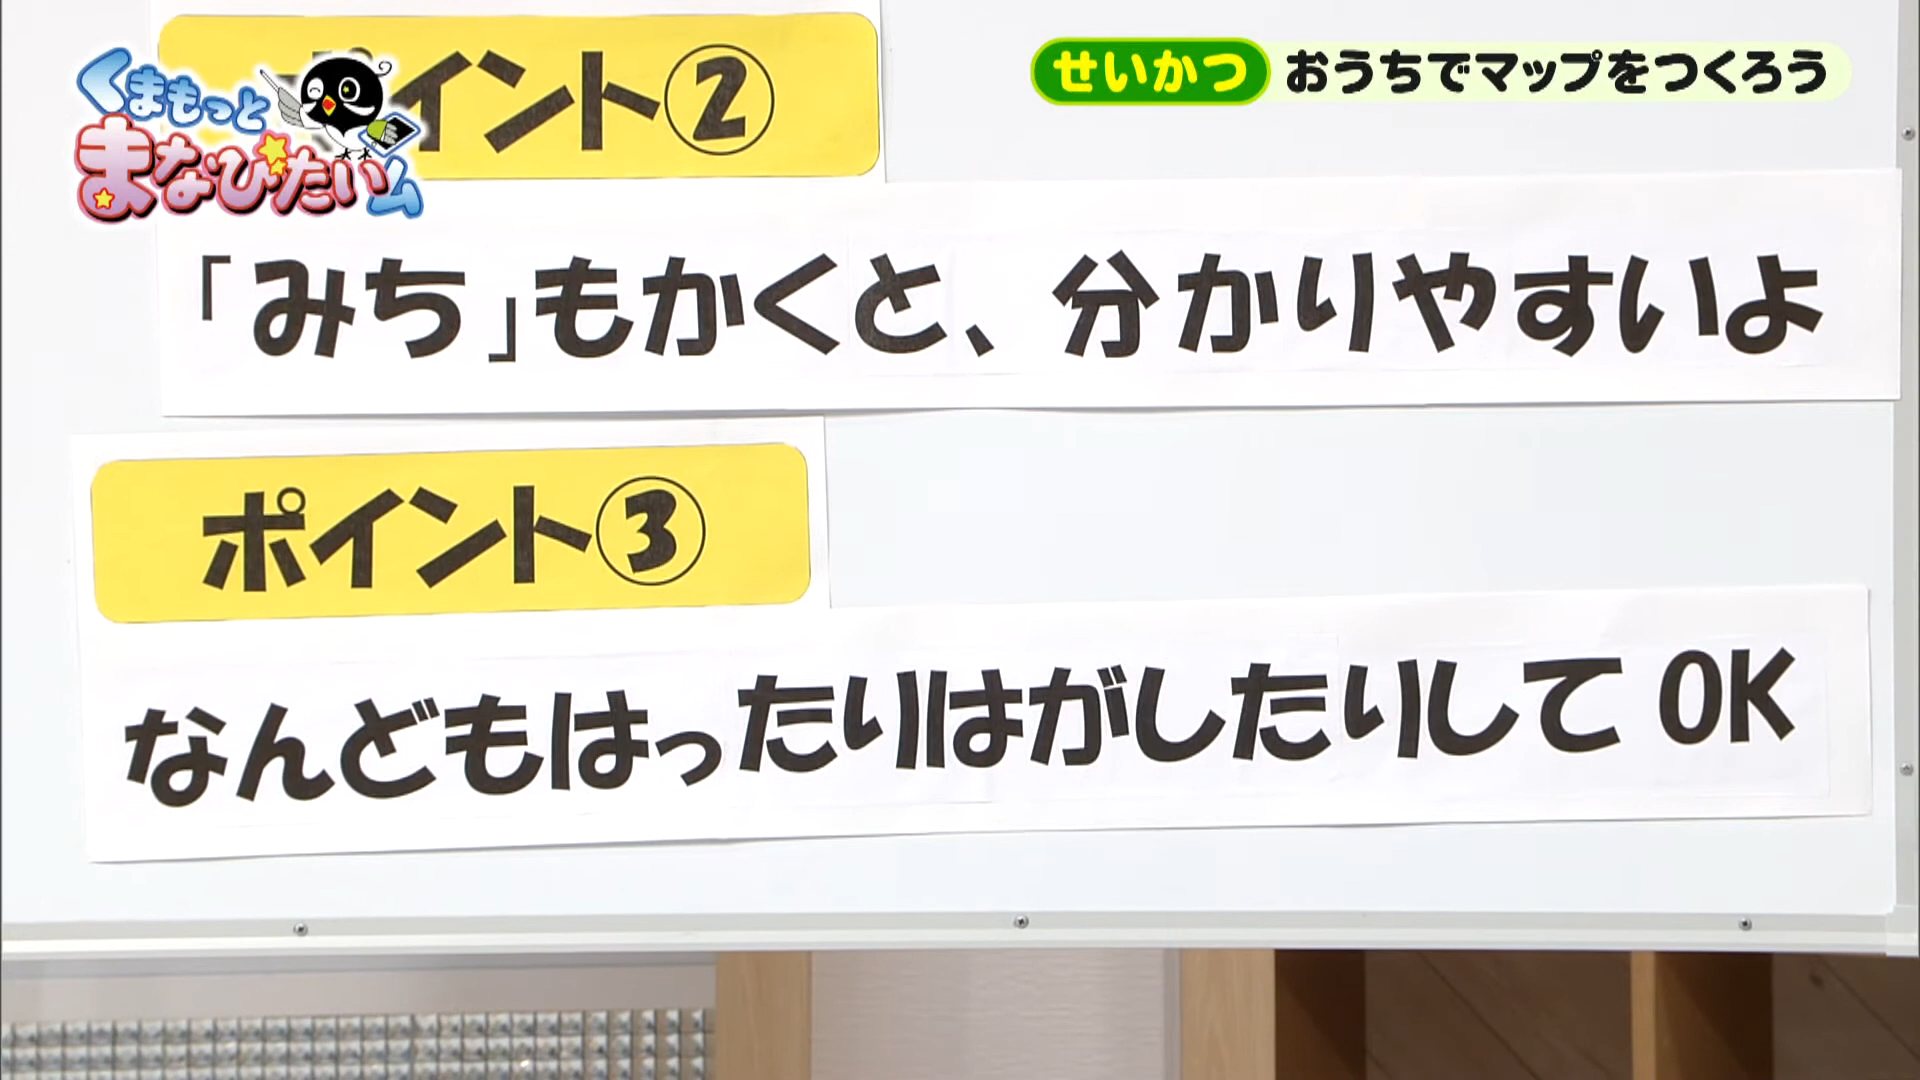 くまもっと
まなびたいム
せいかつ おうちでマップをつくろう
イント②
「みち」もかくと、分かりやすいよ
ポイント③
なんどもはったりはがしたりしてOK